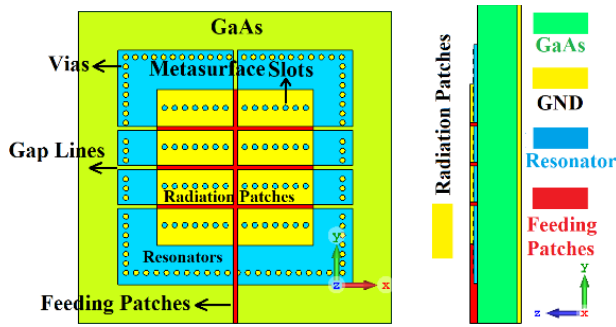 GaAs
Vias
Metasurface Slots
Gap Lines
Radiation Patches
Resonators
Feeding Patches
y
z
x
Radiation Patches
GaAs
GND
Resonator
Feeding
Patches
y
z
x